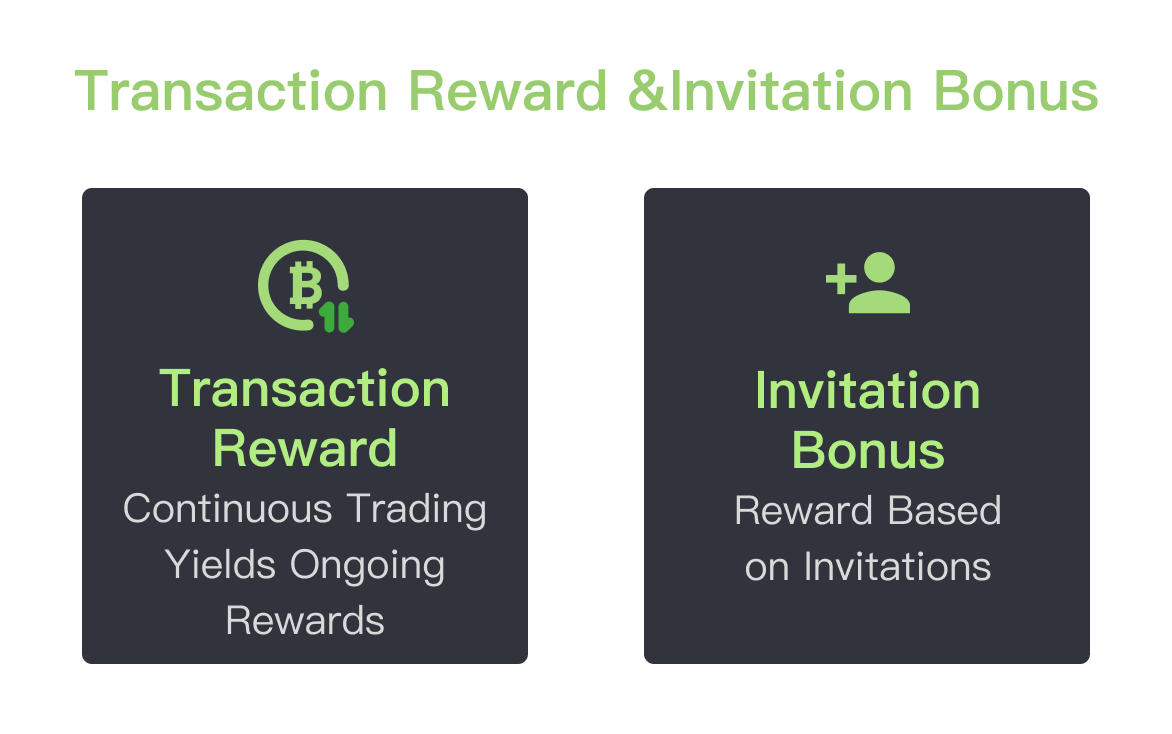 Transaction Reward &Invitation Bonus
Transaction
Reward
Continuous Trading
Yields Ongoing
Rewards
Invitation
Bonus
Reward Based
on Invitations